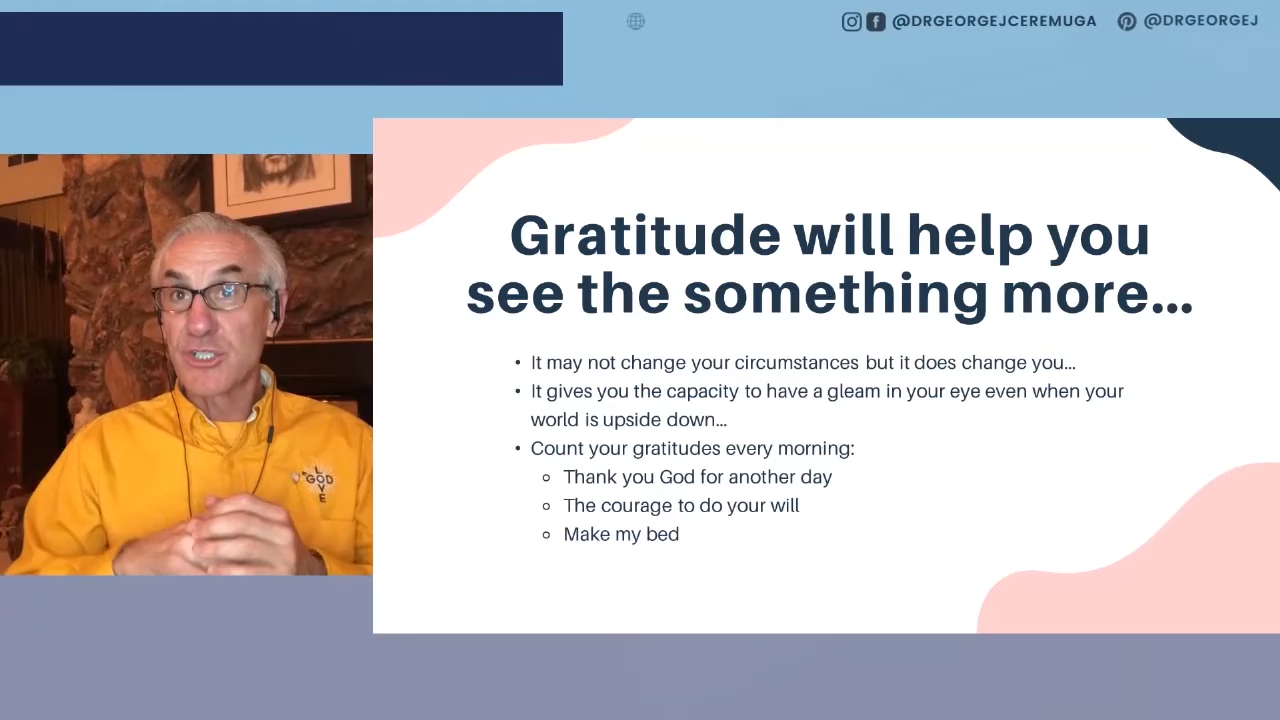 @DRGEORGEJCEREMUGA @DRGEORGEJ
Gratitude will help you
see the something more...
• It may not change your circumstances but it does change you...
• It gives you the capacity to have a gleam in your eye even when your
world is upside down...
• Count your gratitudes every morning:
◦ Thank you God for another day
◦ The courage to do your will
◦ Make my bed
L
GOD
V
E